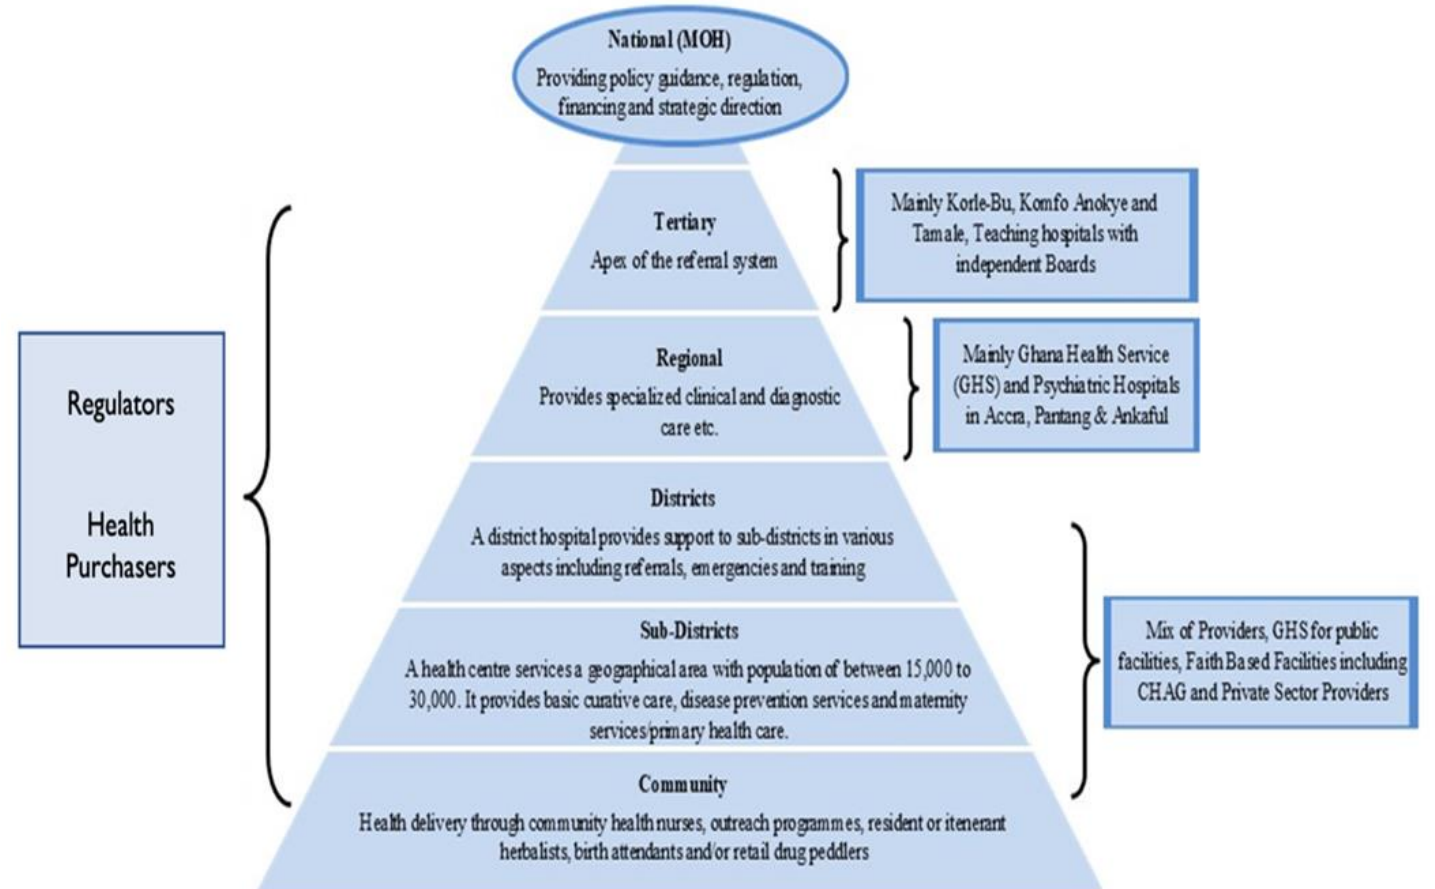 National (MOH)
Providing policy guidance, regulation,
financing and strategic direction
Tertiary
Apex of the referral system
Mainly Korle-Bu, Komfo Anokye and
Tamale, Teaching hospitals with
independent Boards
Regional
Provides specialized clinical and diagnostic
care etc.
Mainly Ghana Health Service
(GHS) and Psychiatric Hospitals
in Accra, Pantang & Ankaful
Regulators
Health
Purchasers
Districts
A district hospital provides support to sub-districts in various
aspects including referrals, emergencies and training
Sub-Districts
A health centre services a geographical area with population of between 15,000 to
30,000. It provides basic curative care, disease prevention services and maternity
services/primary health care.
Mix of Providers, GHS for public
facilities, Faith Based Facilities including
CHAG and Private Sector Providers
Community
Health delivery through community health nurses, outreach programmes, resident or itenerant
herbalists, birth attendants and/or retail drug peddlers